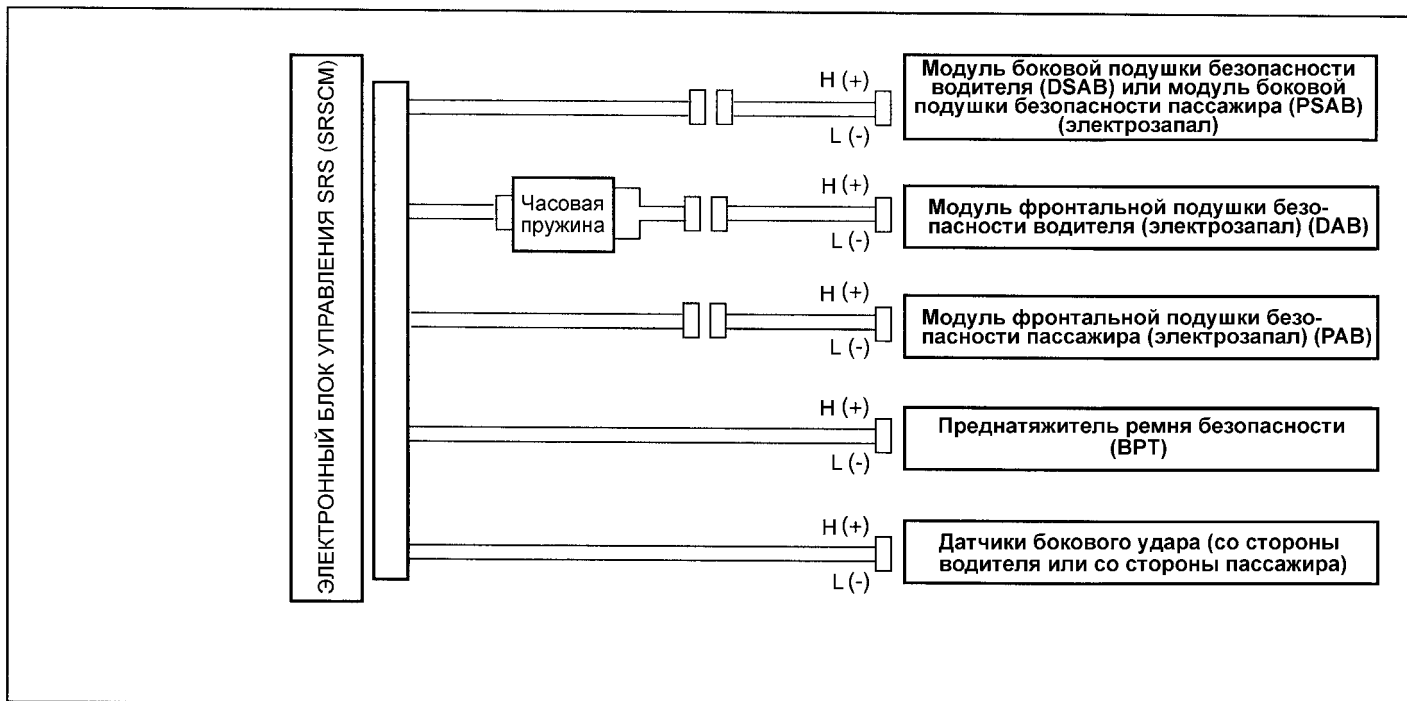 ЭЛЕКТРОННЫЙ БЛОК УПРАВЛЕНИЯ SRS (SRSCM)
H (+)
L (-)
Модуль боковой подушки безопасности
водителя (DSAB) или модуль боковой
подушки безопасности пассажира (PSAB)
(электрозапал)
Часовая
пружина
H (+)
L (-)
Модуль фронтальной подушки безо-
пасности водителя (электрозапал) (DAB)
H (+)
L (-)
Модуль фронтальной подушки безо-
пасности пассажира (электрозапал) (PAB)
H (+)
L (-)
Преднатяжитель ремня безопасности
(BPT)
H (+)
L (-)
Датчики бокового удара (со стороны
водителя или со стороны пассажира)